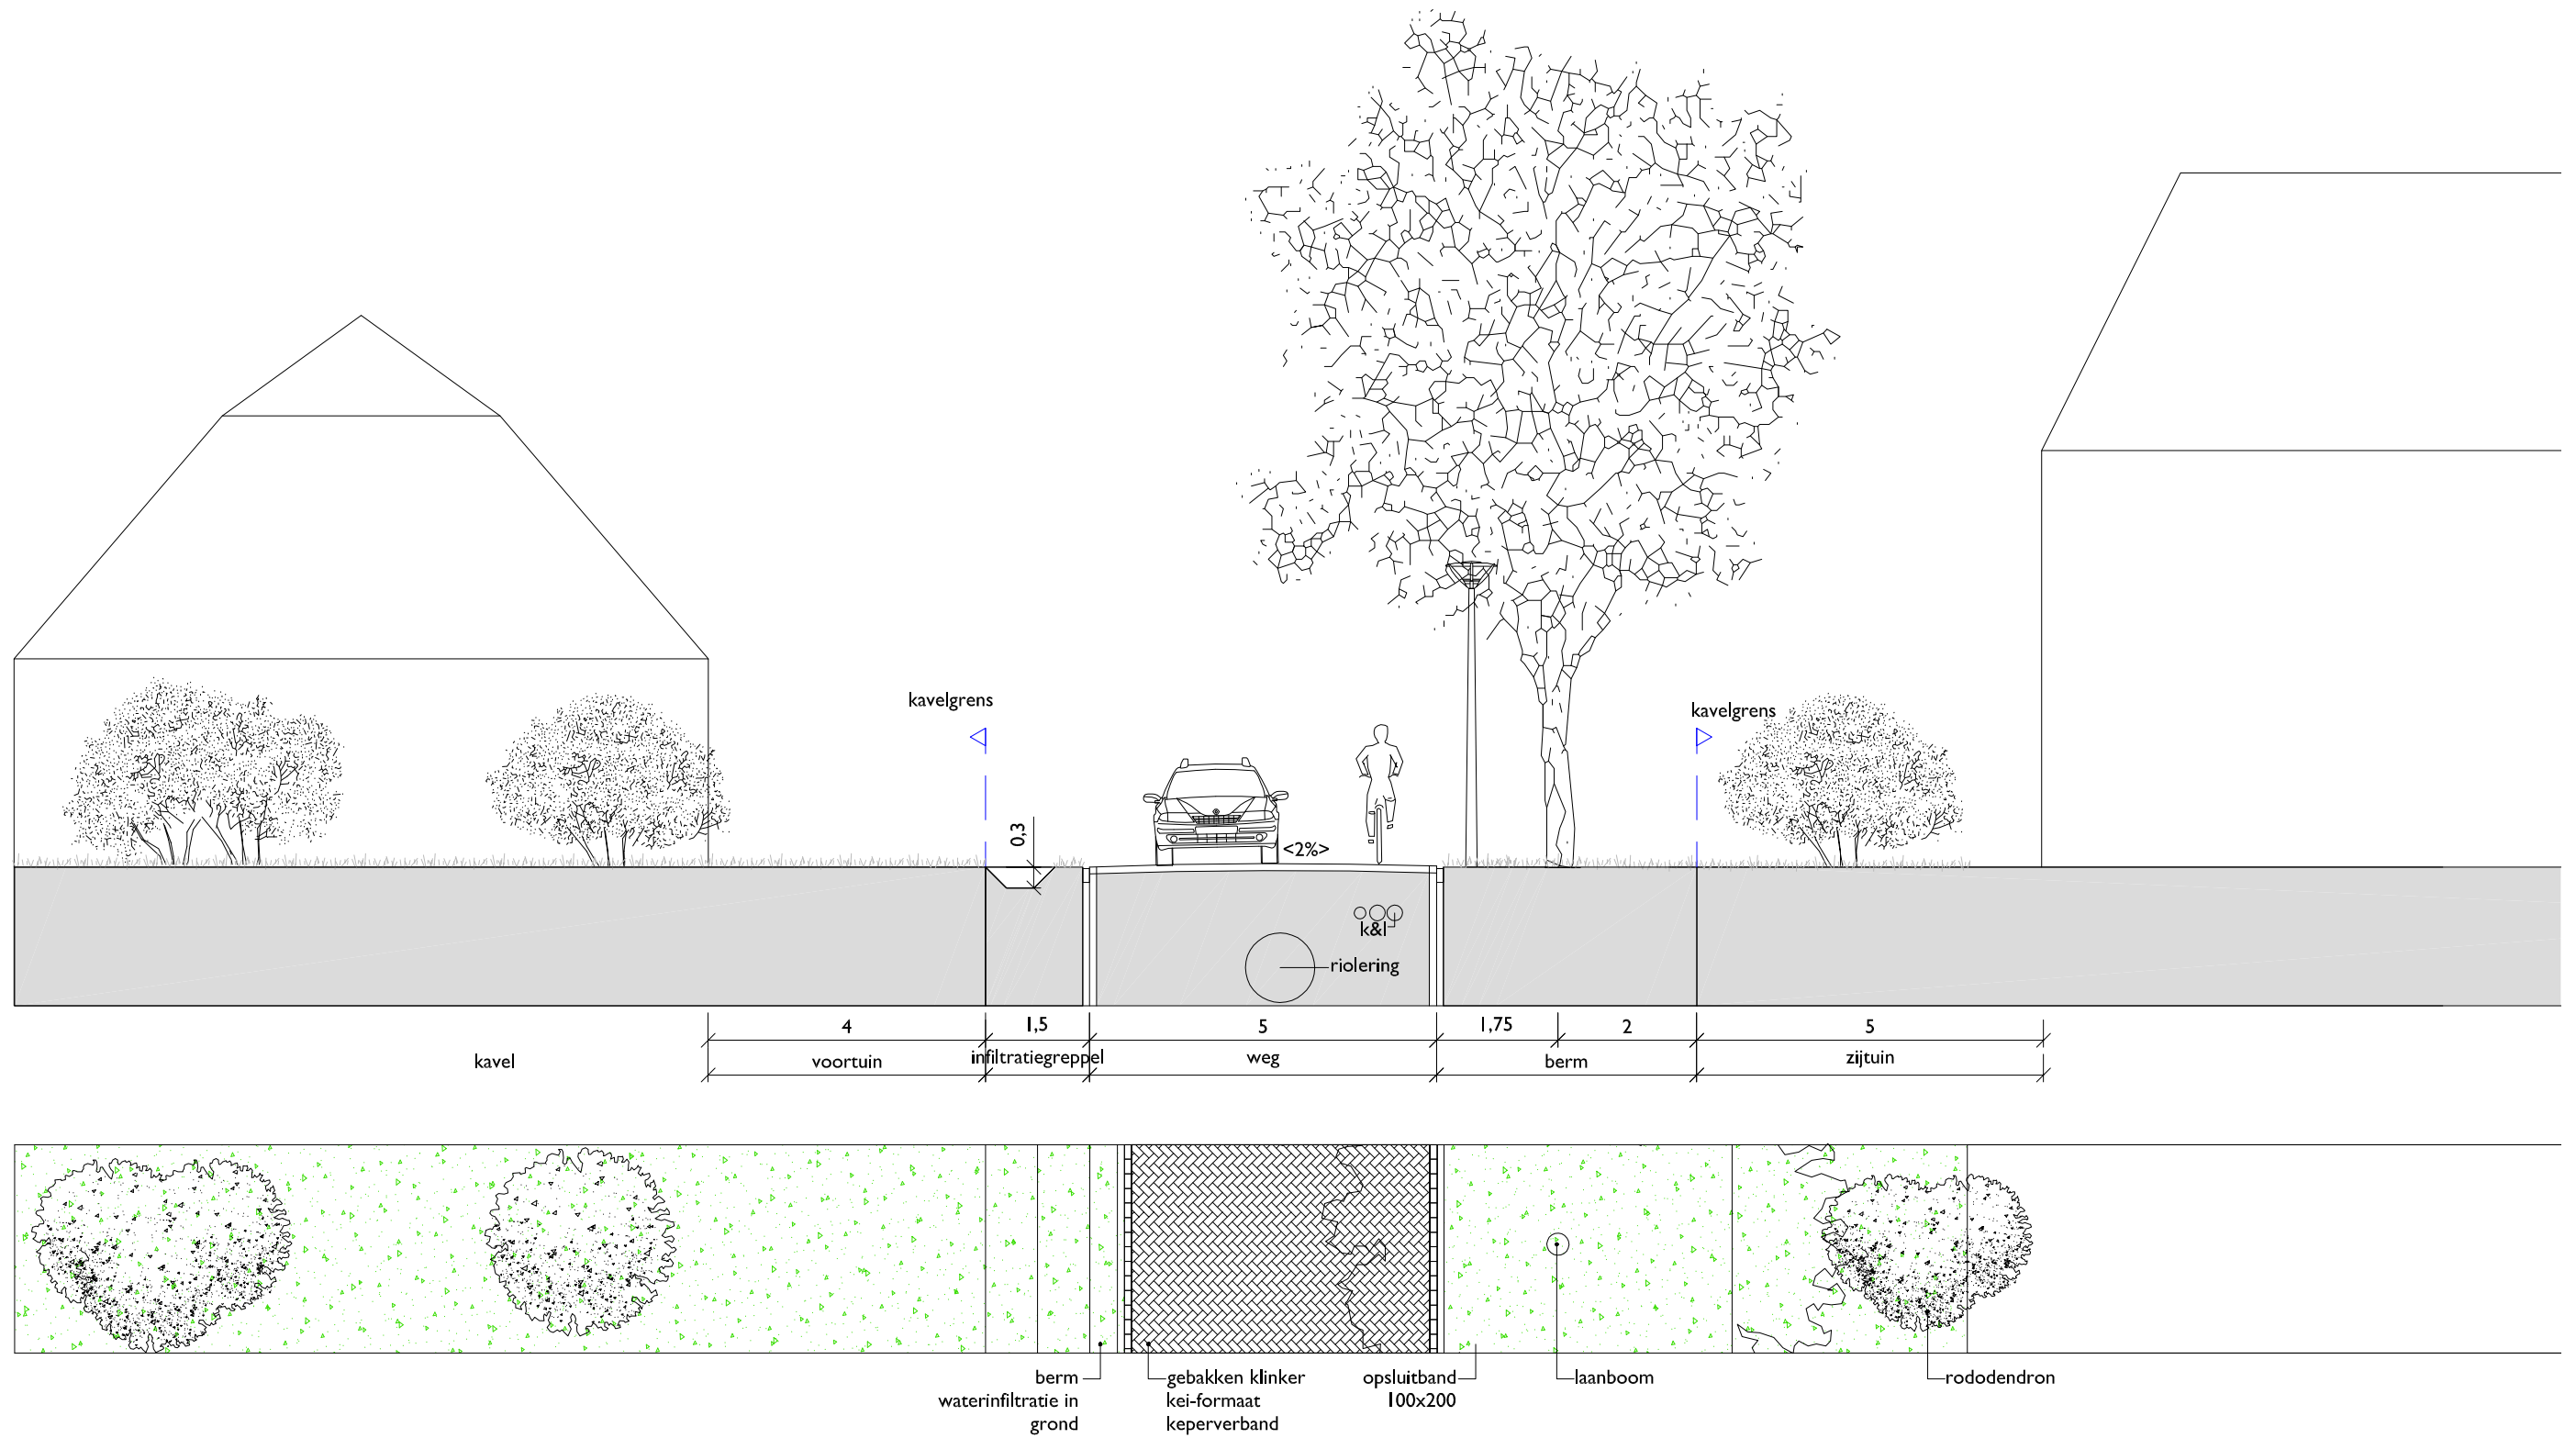 kavelgrens
kavelgrens
0,3
<2%>
k&l
riolering
4
1,5
5
1,75
2
5
kavel
voortuin
infiltratiegreppel
weg
berm
zijtuin
berm
waterinfiltratie in
grond
gebakken klinker
kei-formaat
keperverband
opsluitband
100x200
laanboom
rododendron